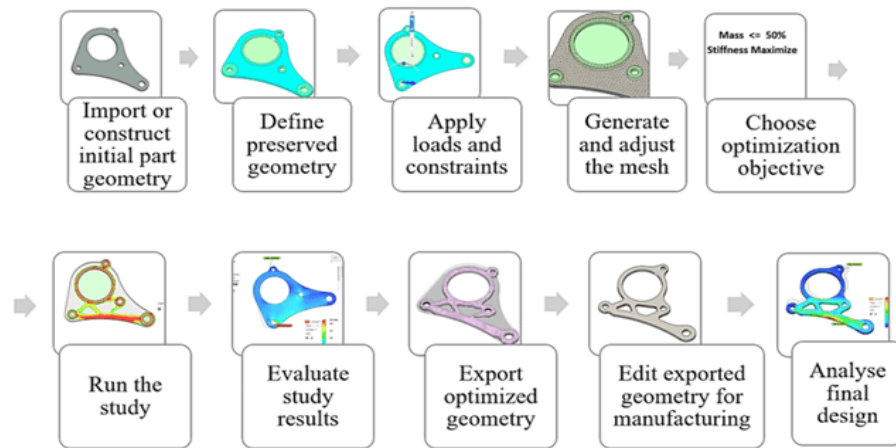 Mass <= 50%
Stiffness Maximize
Import or
construct
initial part
geometry
Define
preserved
geometry
Apply
loads and
constraints
Generate
and adjust
the mesh
Choose
optimization
objective
Run the
study
Evaluate
study
results
Export
optimized
geometry
Edit exported
geometry for
manufacturing
Analyse
final
design